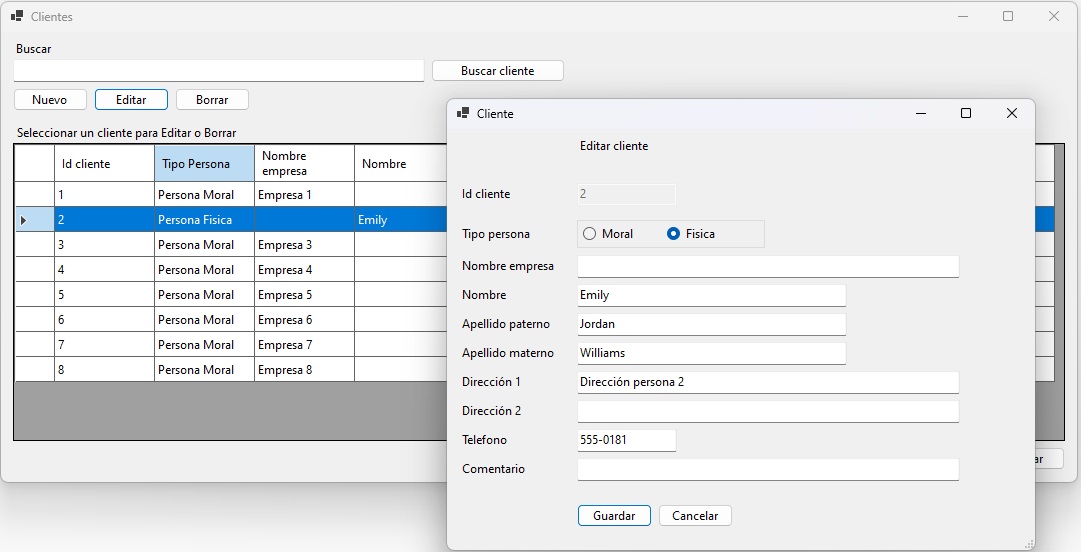 Clientes
Buscar
Buscar cliente
Nuevo Editar Borrar
Seleccionar un cliente para Editar o Borrar
Id cliente Tipo Persona Nombre empresa Nombre
1 Persona Moral Empresa 1
2 Persona Fisica Emily
3 Persona Moral Empresa 3
4 Persona Moral Empresa 4
5 Persona Moral Empresa 5
6 Persona Moral Empresa 6
7 Persona Moral Empresa 7
8 Persona Moral Empresa 8
Cliente
Editar cliente
Id cliente 2
Tipo persona Moral Fisica
Nombre empresa
Nombre Emily
Apellido paterno Jordan
Apellido materno Williams
Dirección 1 Dirección persona 2
Dirección 2
Telefono 555-0181
Comentario
Guardar Cancelar